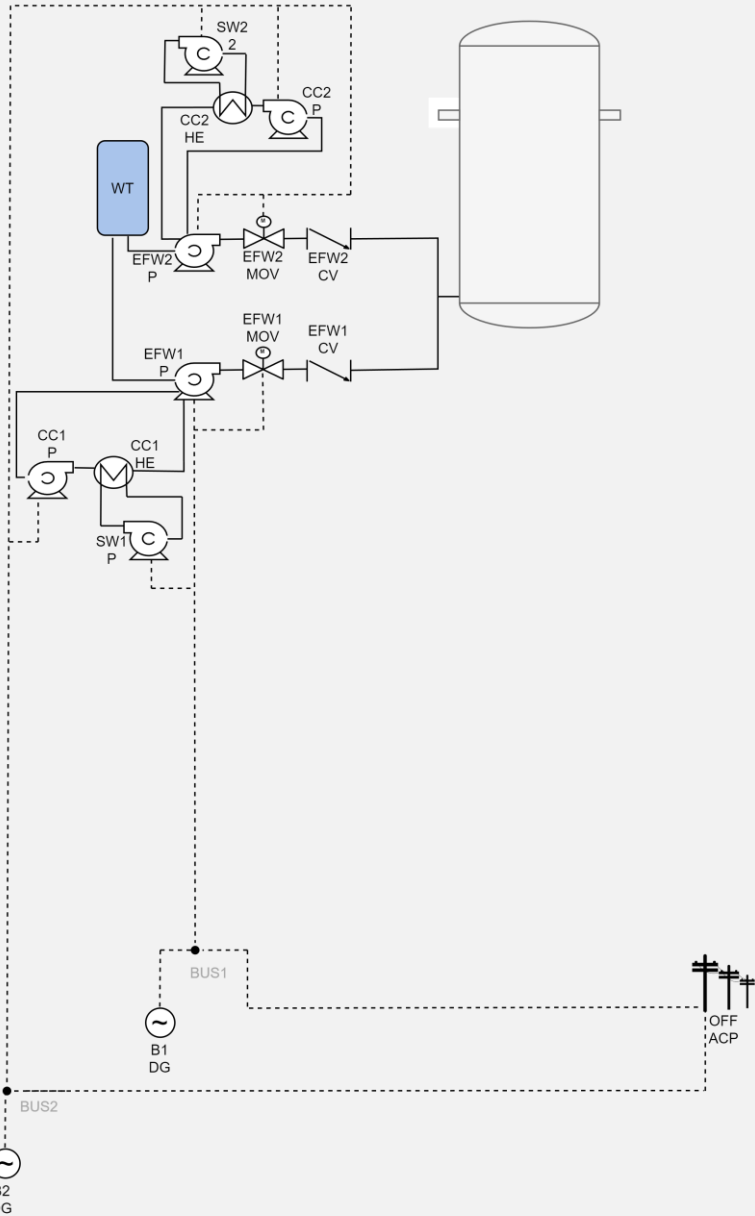 SW2
2
CC2
P
CC2
HE
WT
EFW2
P
EFW2
MOV
EFW2
CV
EFW1
MOV
EFW1
CV
EFW1
P
CC1
P
CC1
HE
SW1
P
BUS1
B1
DG
OFF
ACP
BUS2